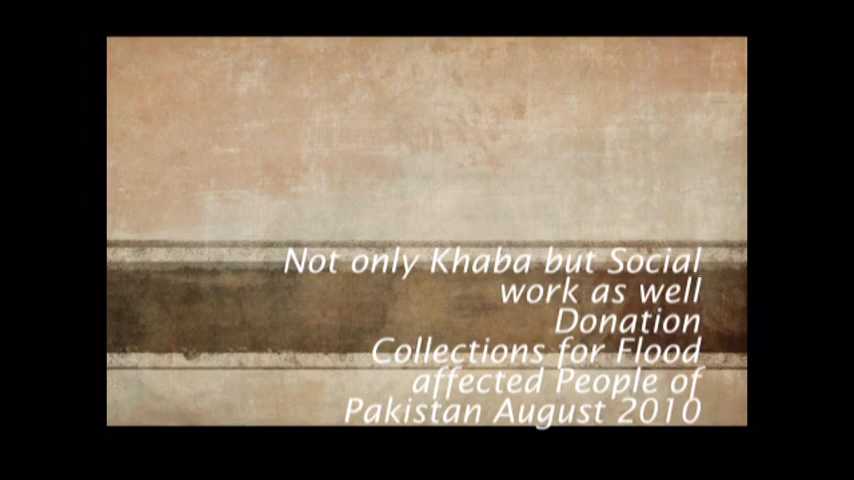 Not only Khaba but Social
work as well
Donation
Collections for Flood
affected People of
Pakistan August 2010